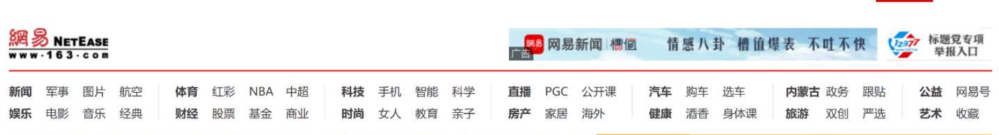 網易 NETEASE
www.163.com
網易 网易新闻 槽值 情感八卦 槽值爆表 不吐不快
广告
12377 标题党专项
举报入口
新闻 军事 图片 航空 体育 红彩 NBA 中超 科技 手机 智能 科学 直播 PGC 公开课 汽车 购车 选车 内蒙古 政务 跟贴 公益 网易号
娱乐 电影 音乐 经典 财经 股票 基金 商业 时尚 女人 教育 亲子 房产 家居 海外 健康 酒香 身体课 旅游 双创 严选 艺术 收藏